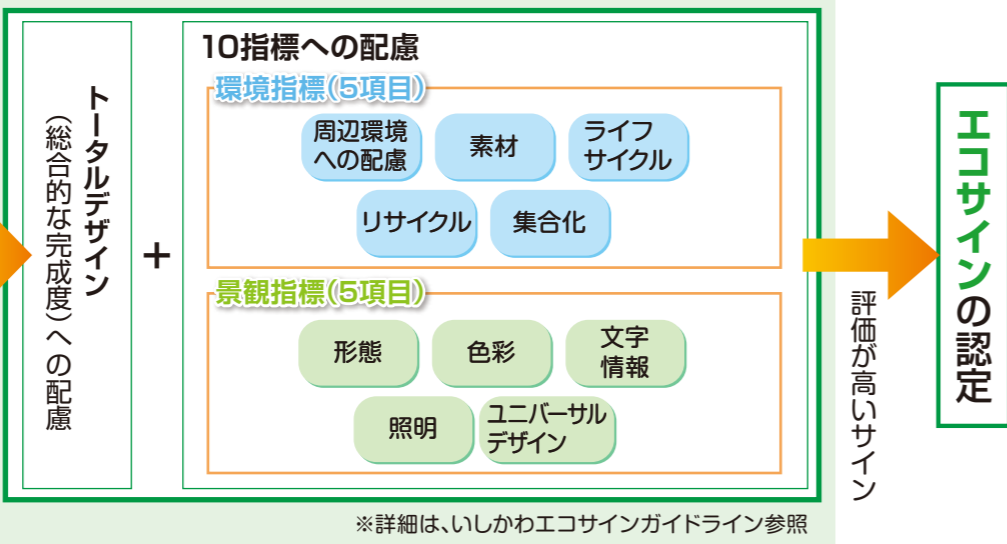 トータルデザイン
（総合的な完成度）への配慮
+
10指標への配慮
環境指標（5項目）
周辺環境
への配慮
素材
ライフ
サイクル
リサイクル
集合化
景観指標（5項目）
形態
色彩
文字
情報
照明
ユニバーサル
デザイン
※詳細は、いしかわエコサインガイドライン参照
評価が高いサイン
エコサインの認定